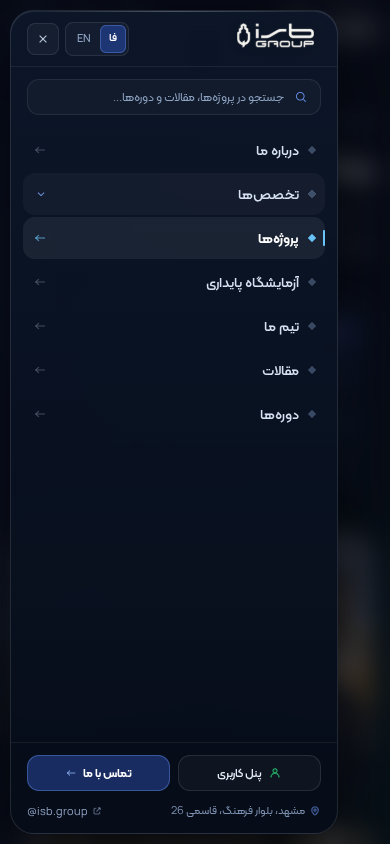 isb GROUP
فا EN
جستجو در پروژه‌ها، مقالات و دوره‌ها...
درباره ما
تخصص‌ها
پروژه‌ها
آزمایشگاه پایداری
تیم ما
مقالات
دوره‌ها
پنل کاربری
تماس با ما
مشهد، بلوار فرهنگ، قاسمی 26
@isb.group